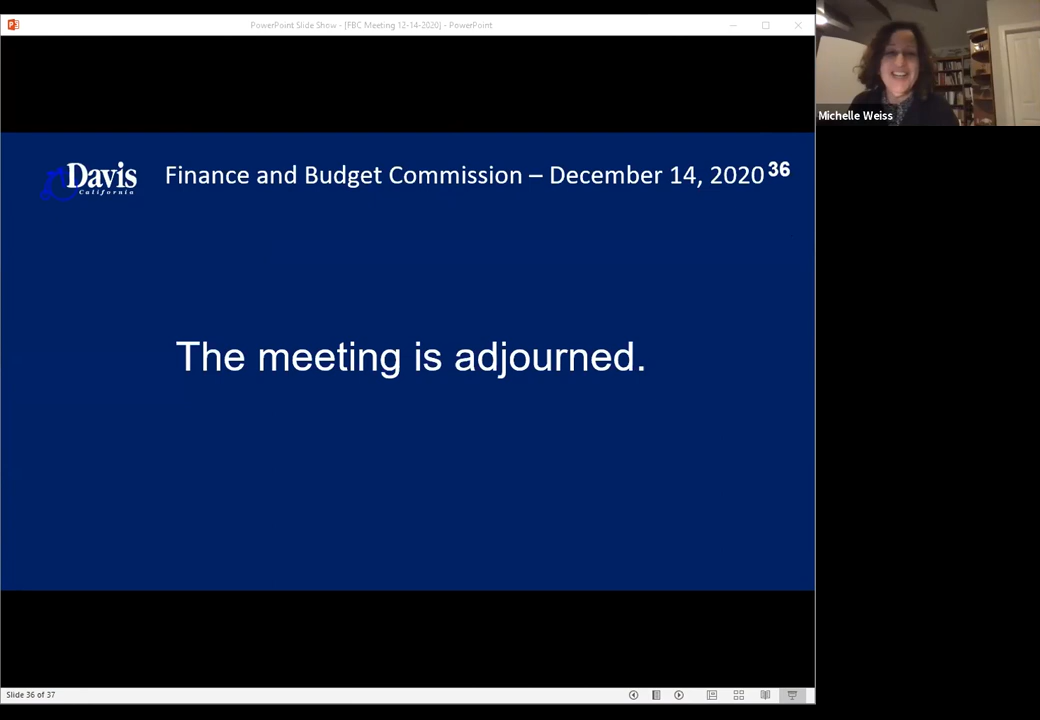 PowerPoint Slide Show - [FBC Meeting 12-14-2020] - PowerPoint
Michelle Weiss
Davis
California
Finance and Budget Commission – December 14, 2020
36
The meeting is adjourned.
Slide 36 of 37